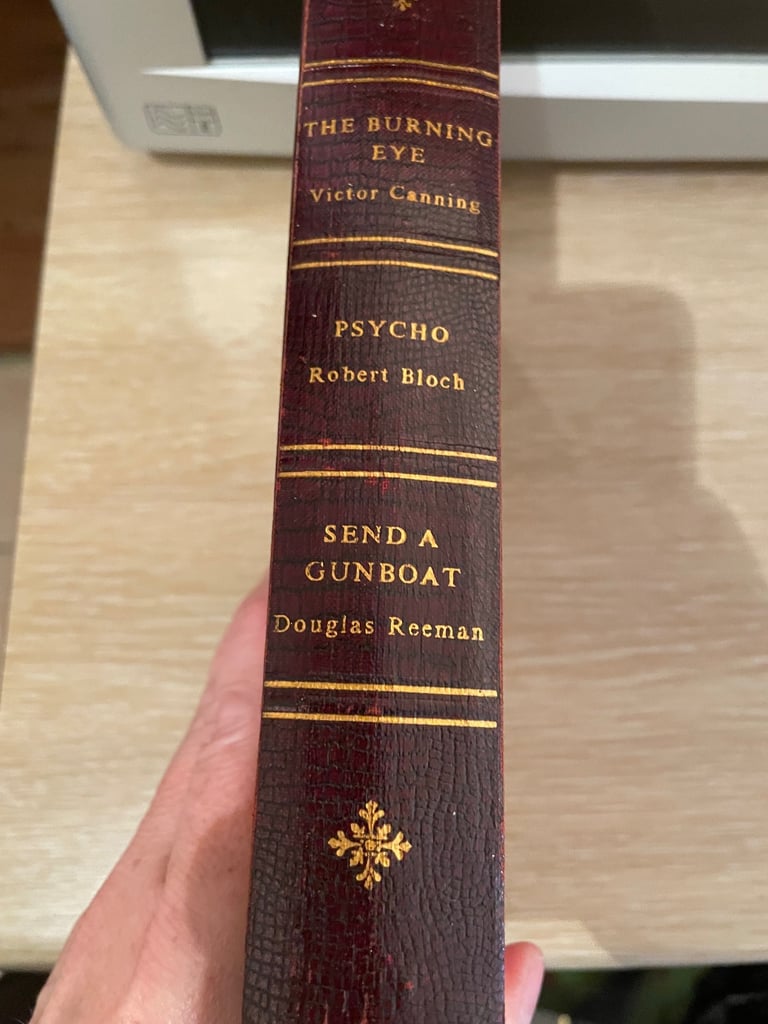 THE BURNING
EYE
Victor Canning
PSYCHO
Robert Bloch
SEND A
GUNBOAT
Douglas Reeman